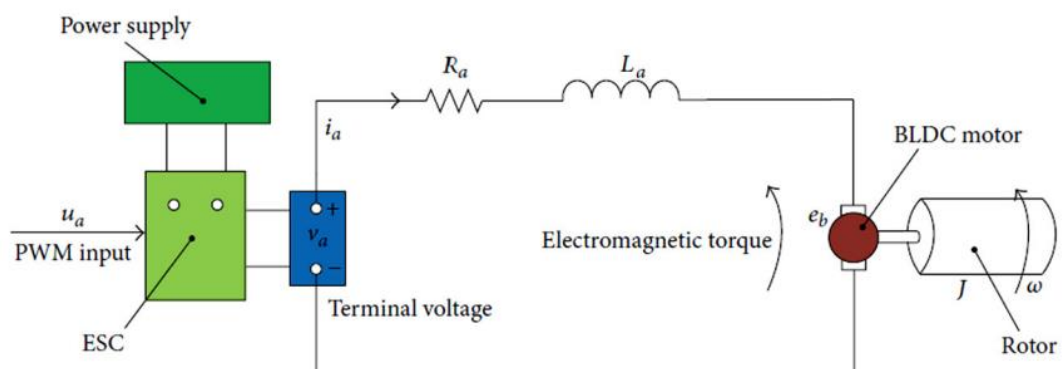 Power supply
R_a
L_a
i_a
BLDC motor
u_a
PWM input
+
v_a
−
e_b
Electromagnetic torque
Terminal voltage
J
ω
ESC
Rotor